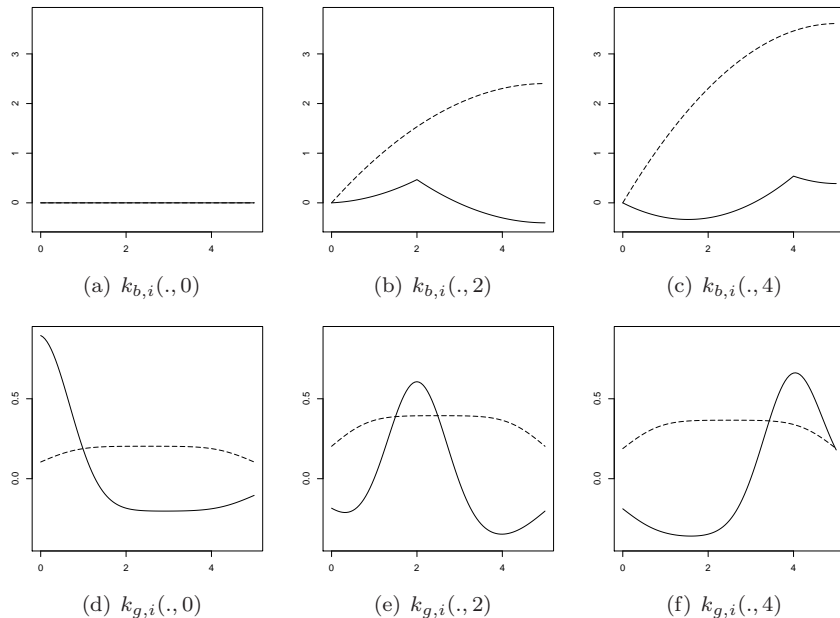 3
2
1
0
0 2 4
(a) k_{b,i}(., 0)
3
2
1
0
0 2 4
(b) k_{b,i}(., 2)
3
2
1
0
0 2 4
(c) k_{b,i}(., 4)
0.5
0.0
0 2 4
(d) k_{g,i}(., 0)
0.5
0.0
0 2 4
(e) k_{g,i}(., 2)
0.5
0.0
0 2 4
(f) k_{g,i}(., 4)